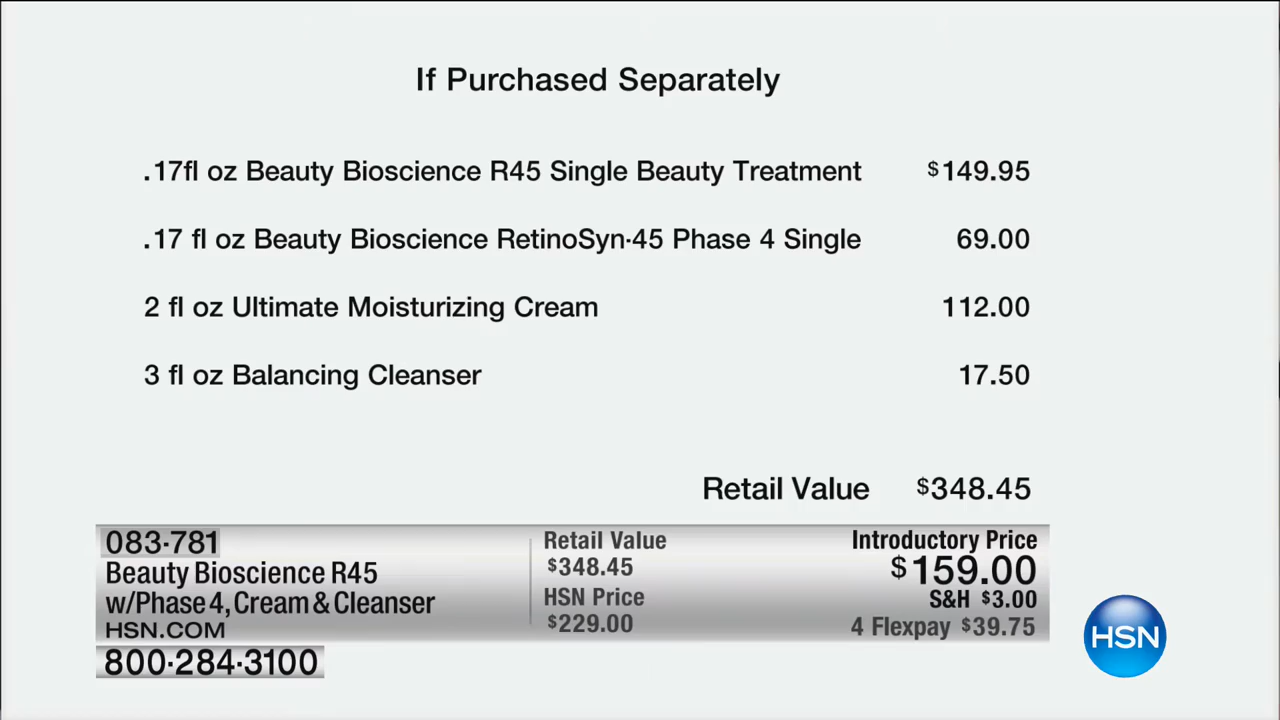 If Purchased Separately
.17fl oz Beauty Bioscience R45 Single Beauty Treatment $149.95
.17 fl oz Beauty Bioscience RetinoSyn·45 Phase 4 Single 69.00
2 fl oz Ultimate Moisturizing Cream 112.00
3 fl oz Balancing Cleanser 17.50
Retail Value $348.45
083·781
Beauty Bioscience R45
w/Phase 4, Cream & Cleanser
HSN.COM
800·284·3100
Retail Value
$348.45
HSN Price
$229.00
Introductory Price
$159.00
S&H $3.00
4 Flexpay $39.75
HSN